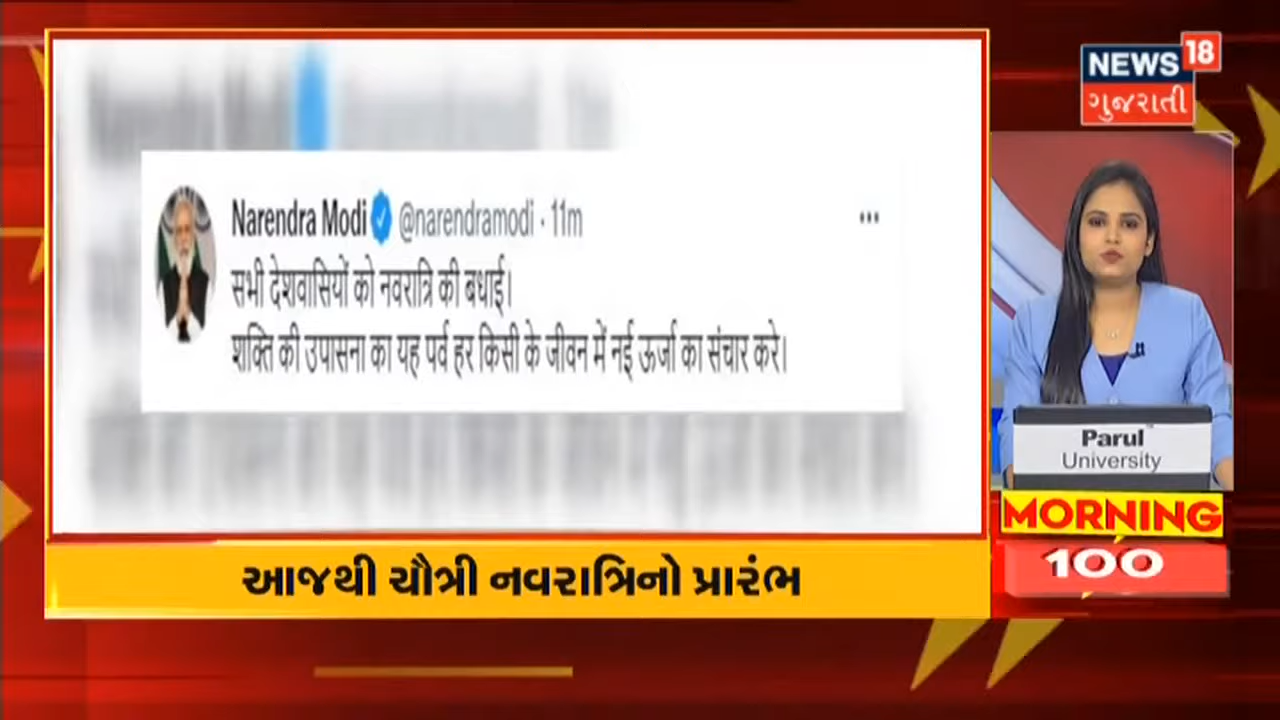 NEWS 18
ગુજરાતી
Narendra Modi @narendramodi · 11m
सभी देशवासियों को नवरात्रि की बधाई।
शक्ति की उपासना का यह पर्व हर किसी के जीवन में नई ऊर्जा का संचार करे।
Parul
University
MORNING
100
આજથી ચૌત્રી નવરાત્રિનો પ્રારંભ